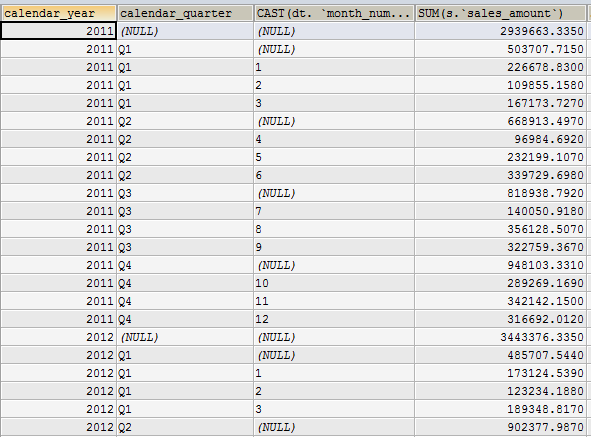 calendar_year calendar_quarter CAST(dt. `month_num... SUM(s.`sales_amount`)
2011 (NULL) (NULL) 2939663.3350
2011 Q1 (NULL) 503707.7150
2011 Q1 1 226678.8300
2011 Q1 2 109855.1580
2011 Q1 3 167173.7270
2011 Q2 (NULL) 668913.4970
2011 Q2 4 96984.6920
2011 Q2 5 232199.1070
2011 Q2 6 339729.6980
2011 Q3 (NULL) 818938.7920
2011 Q3 7 140050.9180
2011 Q3 8 356128.5070
2011 Q3 9 322759.3670
2011 Q4 (NULL) 948103.3310
2011 Q4 10 289269.1690
2011 Q4 11 342142.1500
2011 Q4 12 316692.0120
2012 (NULL) (NULL) 3443376.3350
2012 Q1 (NULL) 485707.5440
2012 Q1 1 173124.5390
2012 Q1 2 123234.1880
2012 Q1 3 189348.8170
2012 Q2 (NULL) 902377.9870